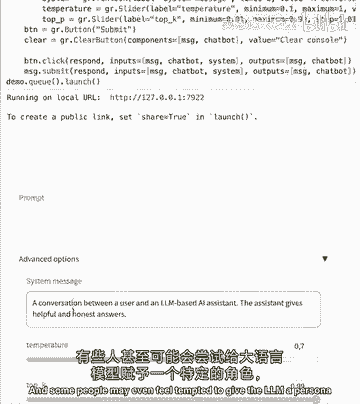 temperature = gr.Slider(label="temperature", minimum=0.1, maximum=1, v
top_p = gr.Slider(label="top_k", minimum=0.01, maximum=0.9
btn = gr.Button("Submit")
clear = gr.ClearButton(components=[msg, chatbot], value="Clear console")
btn.click(respond, inputs=[msg, chatbot, system], outputs=[msg, chatbot])
msg.submit(respond, inputs=[msg, chatbot, system], outputs=[msg, chatbot])
demo.queue().launch()
Running on local URL: http://127.0.0.1:7922
To create a public link, set `share=True` in `launch()`.
Prompt
Advanced options ▼
System message
A conversation between a user and an LLM-based AI assistant. The assistant gives
helpful and honest answers.
temperature
0,7
有些人甚至可能会尝试给大语言
模型赋予一个特定的角色，
And some people may even feel tempted to give the LLM a persona